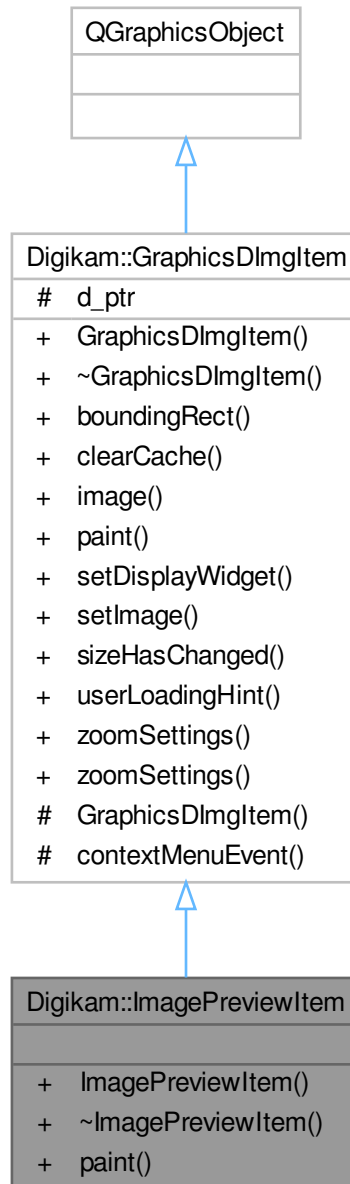 QGraphicsObject
Digikam::GraphicsDImgItem
# d_ptr
+ GraphicsDImgItem()
+ ~GraphicsDImgItem()
+ boundingRect()
+ clearCache()
+ image()
+ paint()
+ setDisplayWidget()
+ setImage()
+ sizeHasChanged()
+ userLoadingHint()
+ zoomSettings()
+ zoomSettings()
# GraphicsDImgItem()
# contextMenuEvent()
Digikam::ImagePreviewItem
+ ImagePreviewItem()
+ ~ImagePreviewItem()
+ paint()